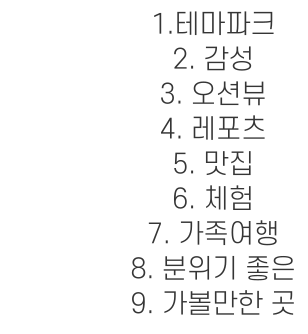 1.테마파크
2. 감성
3. 오션뷰
4. 레포츠
5. 맛집
6. 체험
7. 가족여행
8. 분위기 좋은
9. 가볼만한 곳